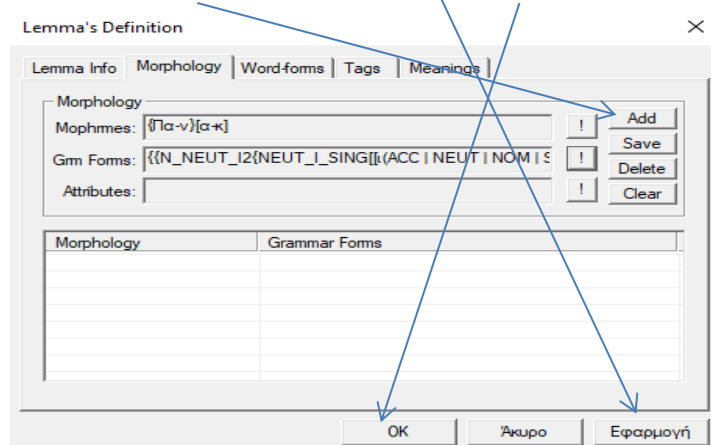 Lemma's Definition
Lemma Info Morphology Word-forms Tags Meanings
Morphology
Mophrmes: {Πα-ν}[α-κ] ! Add
Save
Grm Forms: {{N_NEUT_I2{NEUT_I_SING[[ι(ACC | NEUT | NOM | S ! Delete
Attributes: ! Clear
Morphology Grammar Forms
OK Άκυρο Εφαρμογή